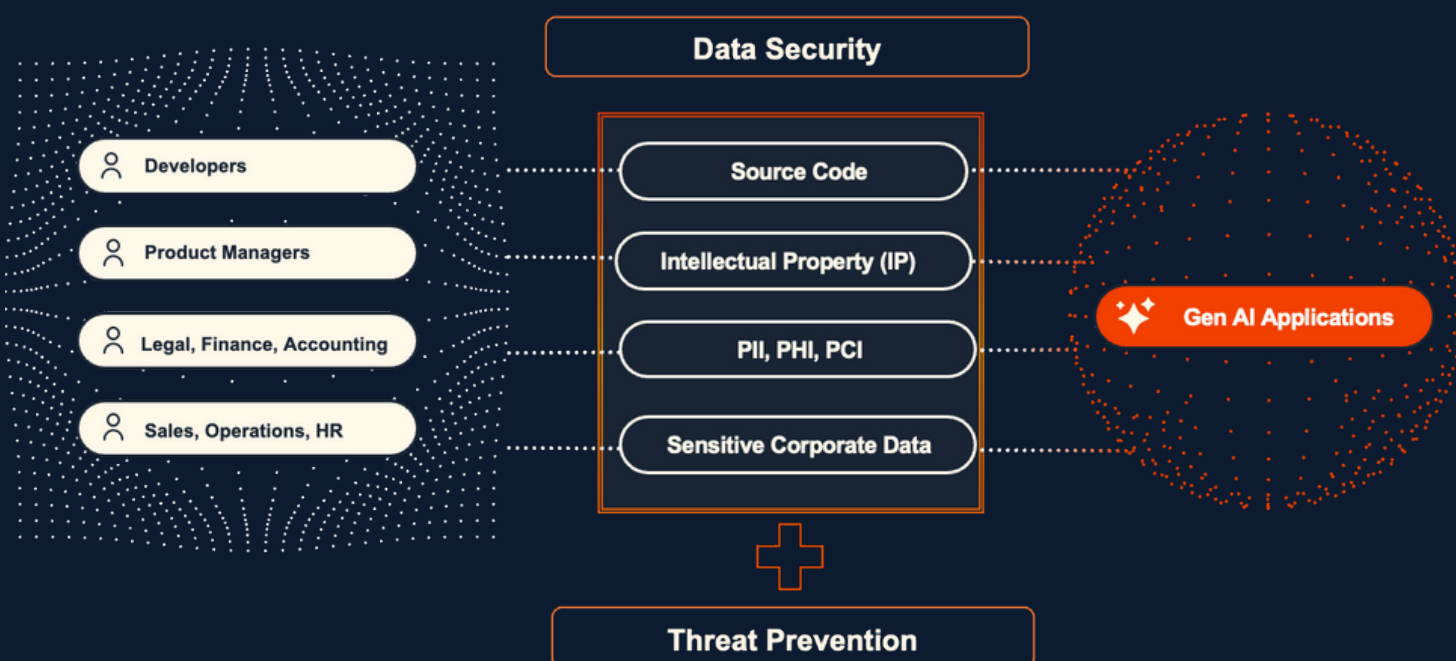 Data Security
Developers
Source Code
Product Managers
Intellectual Property (IP)
Gen AI Applications
Legal, Finance, Accounting
PII, PHI, PCI
Sales, Operations, HR
Sensitive Corporate Data
Threat Prevention